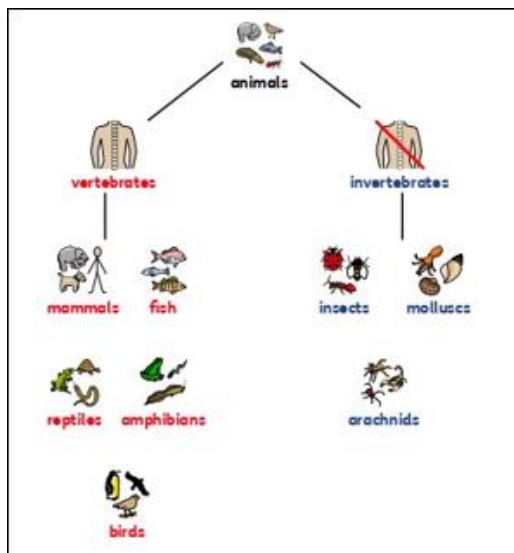 animals
vertebrates
invertebrates
mammals
fish
insects
molluscs
reptiles
amphibians
arachnids
birds